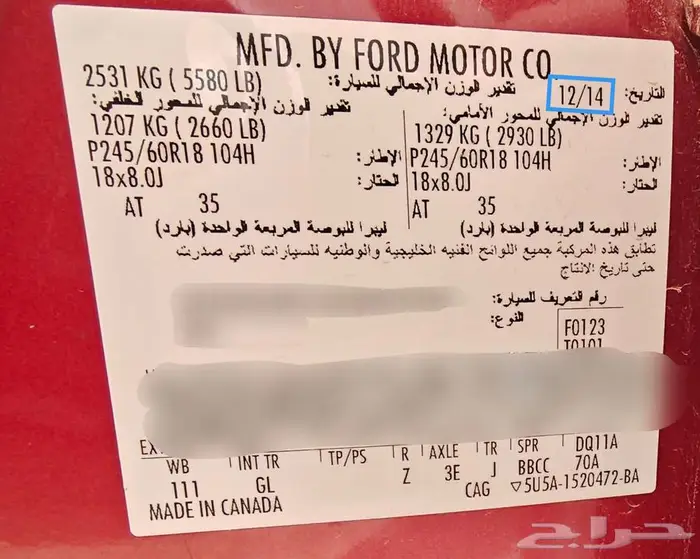 MFD. BY FORD MOTOR CO
التاريخ: 12/14
تقدير الوزن الإجمالي للسيارة: 2531 KG ( 5580 LB)
تقدير الوزن الإجمالي للمحور الأمامي: تقدير الوزن الإجمالي للمحور الخلفي:
1329 KG ( 2930 LB) 1207 KG ( 2660 LB)
الإطار: P245/60R18 104H الإطار: P245/60R18 104H
الحتار: 18x8.0J الحتار: 18x8.0J
AT 35 AT 35
ليبرا للبوصة المربعة الواحدة (بارد) ليبرا للبوصة المربعة الواحدة (بارد)
تطابق هذه المركبة جميع اللوائح الفنيه الخليجية والوطنيه للسيارات التي صدرت
حتى تاريخ الانتاج
رقم التعريف للسيارة:
النوع:
F0123
T0101
WB INT TR TP/PS R AXLE TR SPR DQ11A
111 GL Z 3E J BBCC 70A
MADE IN CANADA CAG ▽5U5A-1520472-BA
حراج